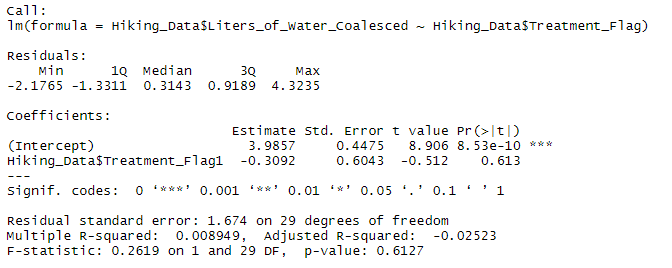 Call:
lm(formula = Hiking_Data$Liters_of_Water_Coalesced ~ Hiking_Data$Treatment_Flag)
Residuals:
Min 1Q Median 3Q Max
-2.1765 -1.3311 0.3143 0.9189 4.3235
Coefficients:
Estimate Std. Error t value Pr(>|t|)
(Intercept) 3.9857 0.4475 8.906 8.53e-10 ***
Hiking_Data$Treatment_Flag1 -0.3092 0.6043 -0.512 0.613
---
Signif. codes: 0 ‘***’ 0.001 ‘**’ 0.01 ‘*’ 0.05 ‘.’ 0.1 ‘ ’ 1
Residual standard error: 1.674 on 29 degrees of freedom
Multiple R-squared: 0.008949, Adjusted R-squared: -0.02523
F-statistic: 0.2619 on 1 and 29 DF, p-value: 0.6127